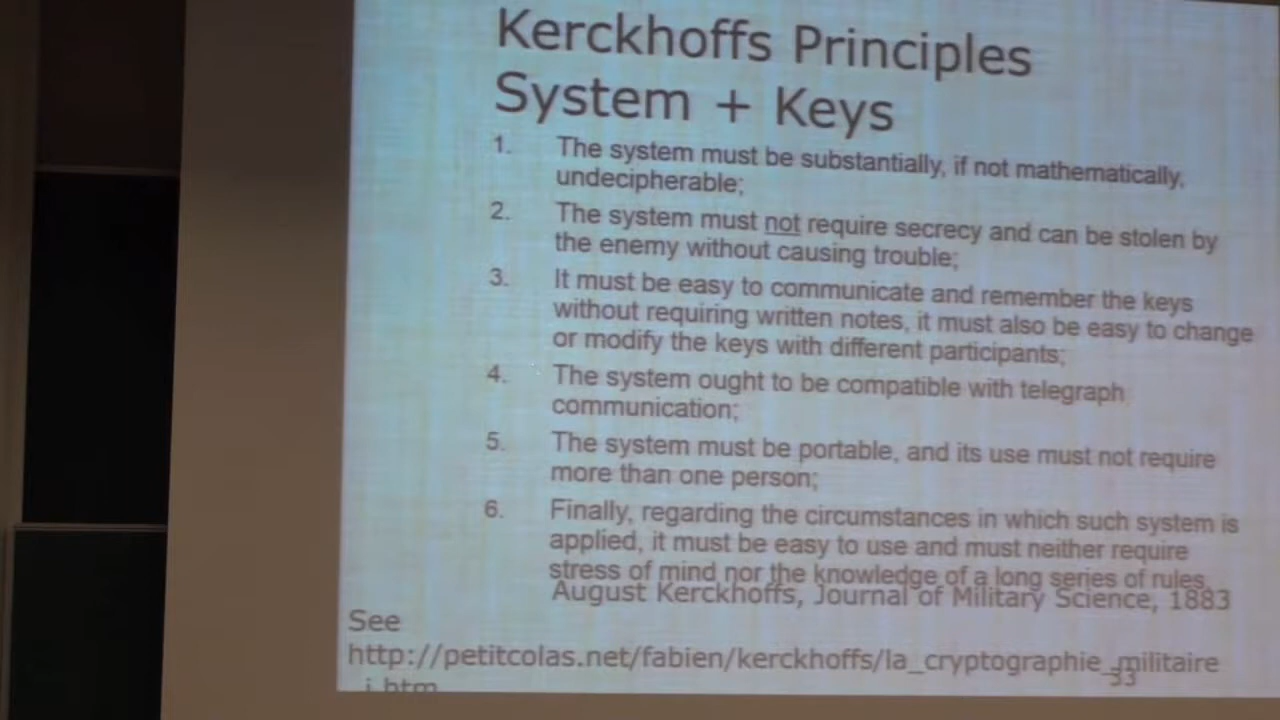 Kerckhoffs Principles
System + Keys
1. The system must be substantially, if not mathematically,
undecipherable;
2. The system must not require secrecy and can be stolen by
the enemy without causing trouble;
3. It must be easy to communicate and remember the keys
without requiring written notes, it must also be easy to change
or modify the keys with different participants;
4. The system ought to be compatible with telegraph
communication;
5. The system must be portable, and its use must not require
more than one person;
6. Finally, regarding the circumstances in which such system is
applied, it must be easy to use and must neither require
stress of mind nor the knowledge of a long series of rules.
August Kerckhoffs, Journal of Military Science, 1883
See
http://petitcolas.net/fabien/kerckhoffs/la_cryptographie_militaire
_i.htm
33